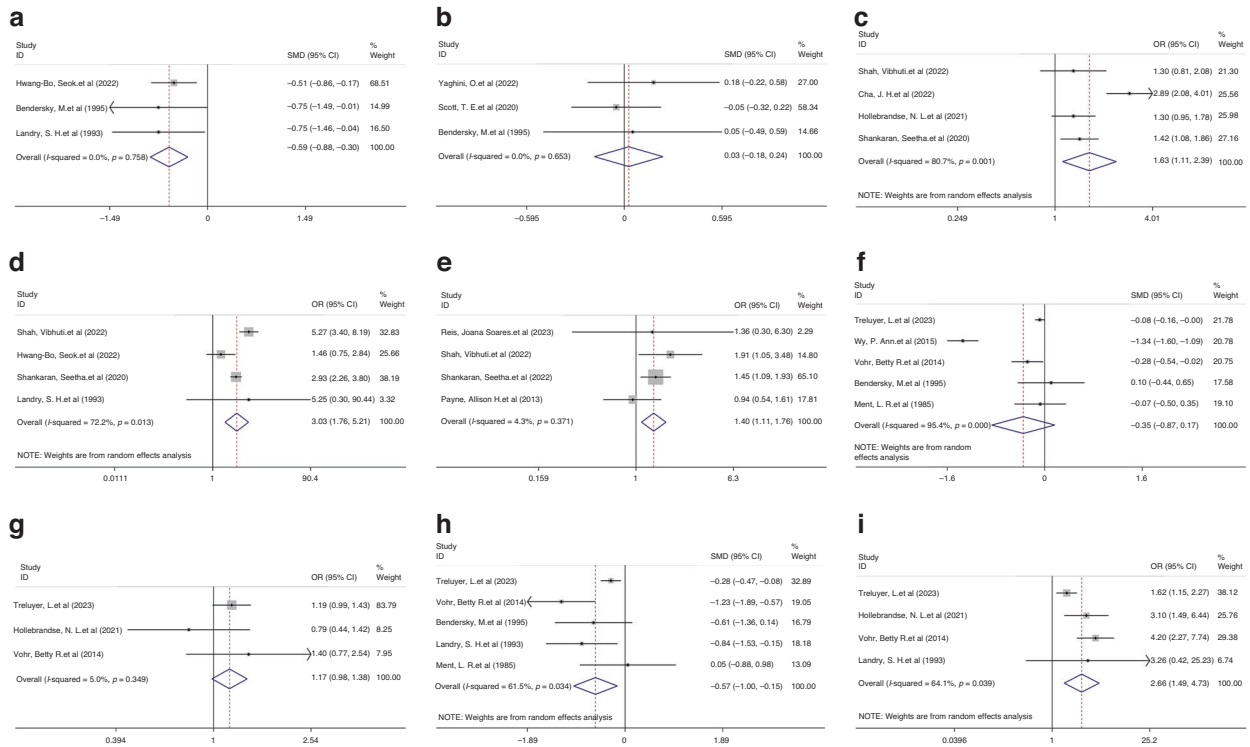 a
Study
ID
SMD (95% CI)
%
Weight
Hwang-Bo, Seok.et al (2022) −0.51 (−0.86, −0.17) 68.51
Bendersky, M.et al (1995) −0.75 (−1.49, −0.01) 14.99
Landry, S. H.et al (1993) −0.75 (−1.46, −0.04) 16.50
Overall (I-squared = 0.0%, p = 0.758) −0.59 (−0.88, −0.30) 100.00
−1.49 0 1.49
b
Study
ID
SMD (95% CI)
%
Weight
Yaghini, O.et al (2022) 0.18 (−0.22, 0.58) 27.00
Scott, T. E.et al (2020) −0.05 (−0.32, 0.22) 58.34
Bendersky, M.et al (1995) 0.05 (−0.49, 0.59) 14.66
Overall (I-squared = 0.0%, p = 0.653) 0.03 (−0.18, 0.24) 100.00
−0.595 0 0.595
c
Study
ID
OR (95% CI)
%
Weight
Shah, Vibhuti.et al (2022) 1.30 (0.81, 2.08) 21.30
Cha, J. H.et al (2022) 2.89 (2.08, 4.01) 25.56
Hollebrandse, N. L.et al (2021) 1.30 (0.95, 1.78) 25.98
Shankaran, Seetha.et al (2020) 1.42 (1.08, 1.86) 27.16
Overall (I-squared = 80.7%, p = 0.001) 1.63 (1.11, 2.39) 100.00
NOTE: Weights are from random effects analysis
0.249 1 4.01
d
Study
ID
OR (95% CI)
%
Weight
Shah, Vibhuti.et al (2022) 5.27 (3.40, 8.19) 32.83
Hwang-Bo, Seok.et al (2022) 1.46 (0.75, 2.84) 25.66
Shankaran, Seetha.et al (2020) 2.93 (2.26, 3.80) 38.19
Landry, S. H.et al (1993) 5.25 (0.30, 90.44) 3.32
Overall (I-squared = 72.2%, p = 0.013) 3.03 (1.76, 5.21) 100.00
NOTE: Weights are from random effects analysis
0.0111 1 90.4
e
Study
ID
OR (95% CI)
%
Weight
Reis, Joana Soares.et al (2023) 1.36 (0.30, 6.30) 2.29
Shah, Vibhuti.et al (2022) 1.91 (1.05, 3.48) 14.80
Shankaran, Seetha.et al (2022) 1.45 (1.09, 1.93) 65.10
Payne, Allison H.et al (2013) 0.94 (0.54, 1.61) 17.81
Overall (I-squared = 4.3%, p = 0.371) 1.40 (1.11, 1.76) 100.00
0.159 1 6.3
f
Study
ID
SMD (95% CI)
%
Weight
Treluyer, L.et al (2023) −0.08 (−0.16, −0.00) 21.78
Wy, P. Ann.et al (2015) −1.34 (−1.60, −1.09) 20.78
Vohr, Betty R.et al (2014) −0.28 (−0.54, −0.02) 20.75
Bendersky, M.et al (1995) 0.10 (−0.44, 0.65) 17.58
Ment, L. R.et al (1985) −0.07 (−0.50, 0.35) 19.10
Overall (I-squared = 95.4%, p = 0.000) −0.35 (−0.87, 0.17) 100.00
NOTE: Weights are from random
effects analysis
−1.6 0 1.6
g
Study
ID
OR (95% CI)
%
Weight
Treluyer, L.et al (2023) 1.19 (0.99, 1.43) 83.79
Hollebrandse, N. L.et al (2021) 0.79 (0.44, 1.42) 8.25
Vohr, Betty R.et al (2014) 1.40 (0.77, 2.54) 7.95
Overall (I-squared = 5.0%, p = 0.349) 1.17 (0.98, 1.38) 100.00
0.394 1 2.54
h
Study
ID
SMD (95% CI)
%
Weight
Treluyer, L.et al (2023) −0.28 (−0.47, −0.08) 32.89
Vohr, Betty R.et al (2014) −1.23 (−1.89, −0.57) 19.05
Bendersky, M.et al (1995) −0.61 (−1.36, 0.14) 16.79
Landry, S. H.et al (1993) −0.84 (−1.53, −0.15) 18.18
Ment, L. R.et al (1985) 0.05 (−0.88, 0.98) 13.09
Overall (I-squared = 61.5%, p = 0.034) −0.57 (−1.00, −0.15) 100.00
NOTE: Weights are from random effects analysis
−1.89 0 1.89
i
Study
ID
OR (95% CI)
%
Weight
Treluyer, L.et al (2023) 1.62 (1.15, 2.27) 38.12
Hollebrandse, N. L.et al (2021) 3.10 (1.49, 6.44) 25.76
Vohr, Betty R.et al (2014) 4.20 (2.27, 7.74) 29.38
Landry, S. H.et al (1993) 3.26 (0.42, 25.23) 6.74
Overall (I-squared = 64.1%, p = 0.039) 2.66 (1.49, 4.73) 100.00
NOTE: Weights are from random effects analysis
0.0396 1 25.2